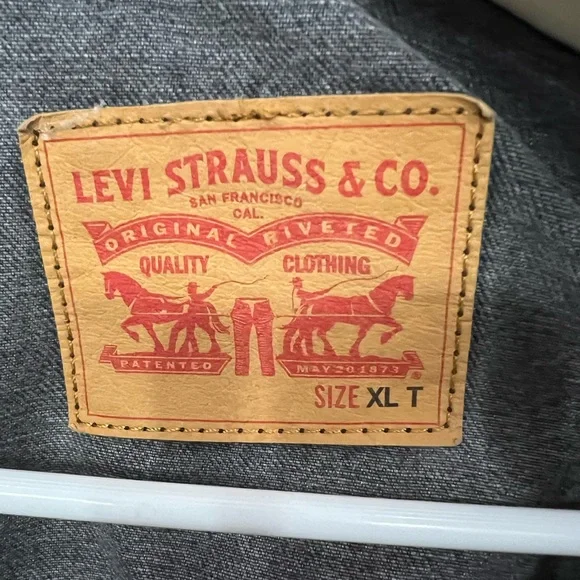 LEVI STRAUSS & CO.
SAN FRANCISCO
CAL.
ORIGINAL RIVETED
QUALITY CLOTHING
PATENTED MAY 20 1873
®
SIZE XL T